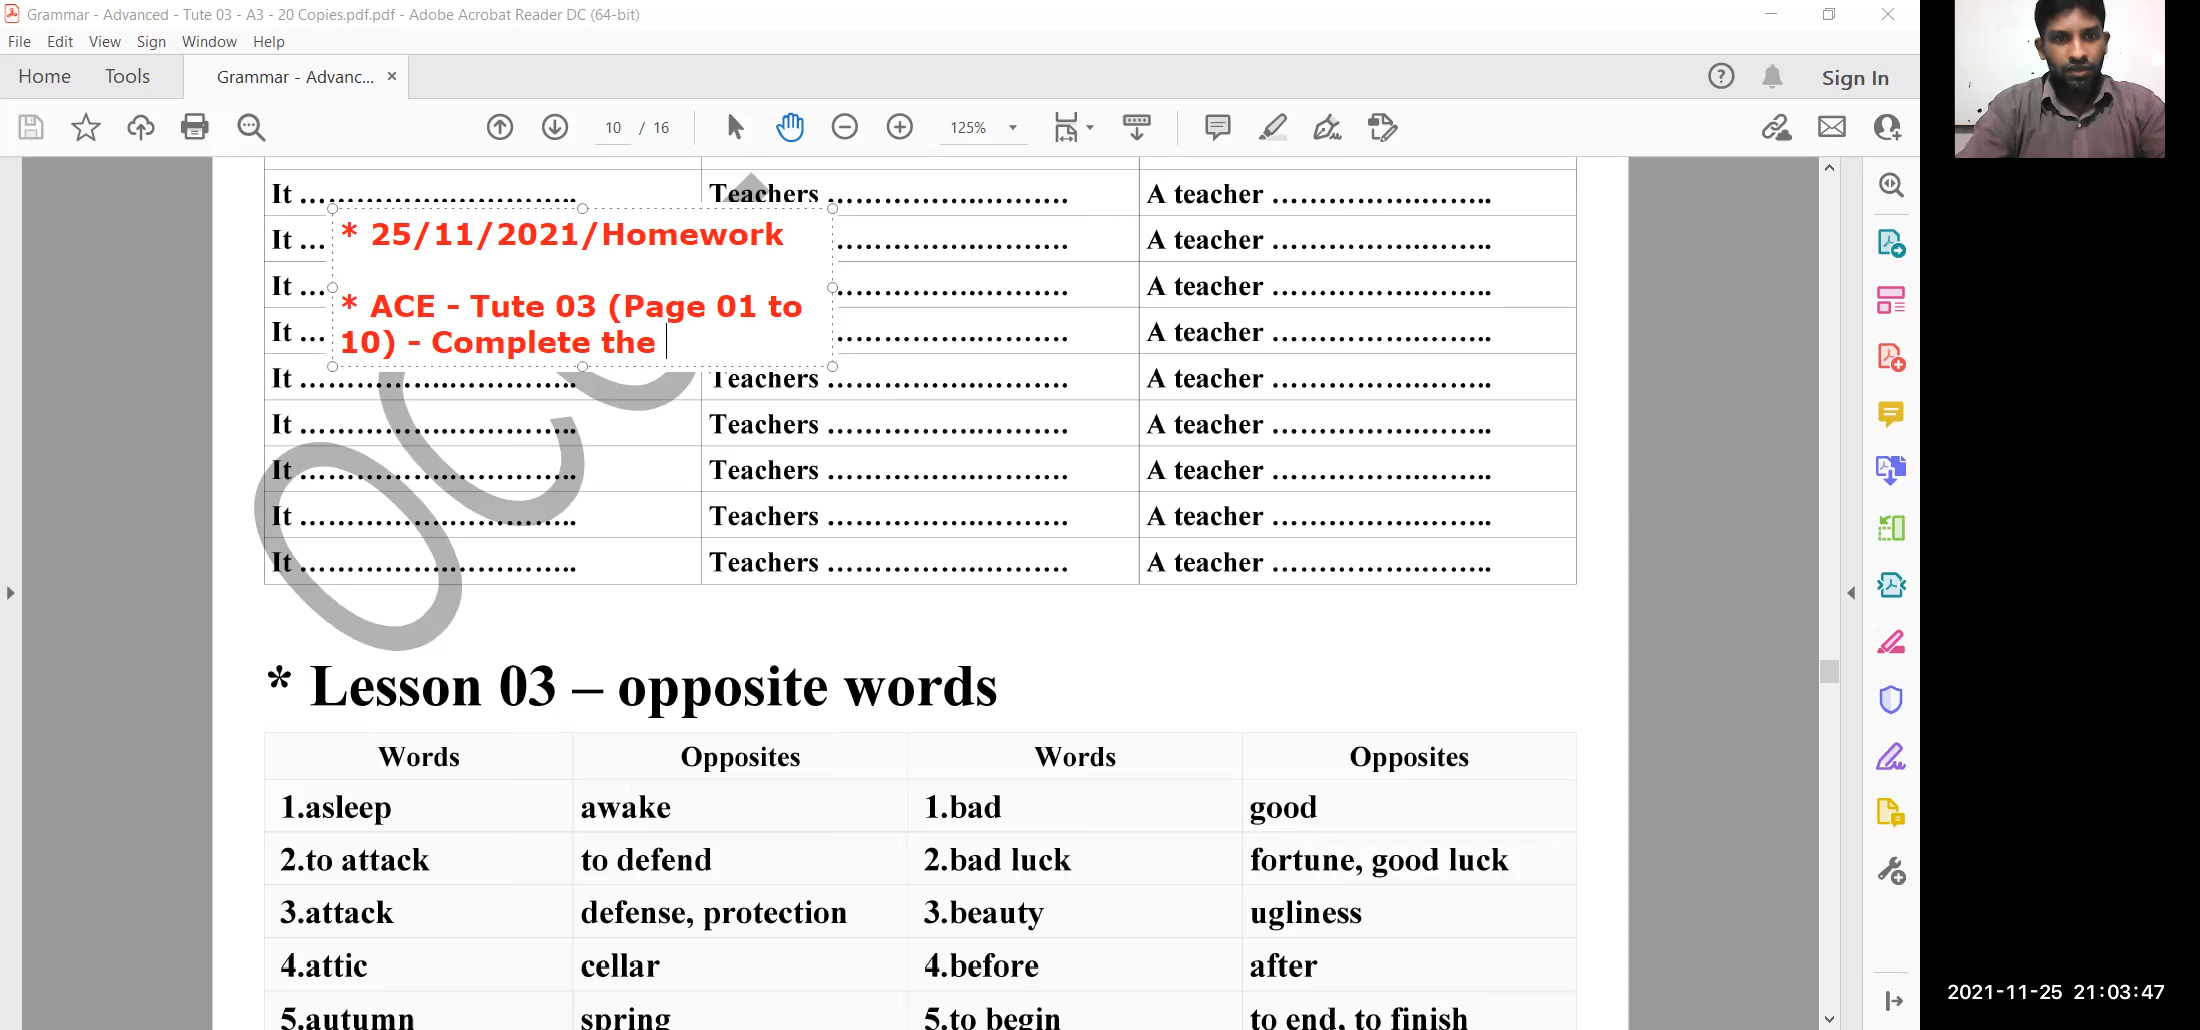 Grammar - Advanced - Tute 03 - A3 - 20 Copies.pdf.pdf - Adobe Acrobat Reader DC (64-bit)
File Edit View Sign Window Help
Home Tools Grammar - Advanc... × Sign In
10 / 16 125%
It ……………..……….. Teachers ……………..………. A teacher ……………..……..
It … ……………..………. A teacher ……………..……..
It … ……………..………. A teacher ……………..……..
It … ……………..………. A teacher ……………..……..
* 25/11/2021/Homework
* ACE - Tute 03 (Page 01 to
10) - Complete the
It ……………..……….. Teachers ……………..………. A teacher ……………..……..
It ……………..……….. Teachers ……………..………. A teacher ……………..……..
It ……………..……….. Teachers ……………..………. A teacher ……………..……..
It ……………..……….. Teachers ……………..………. A teacher ……………..……..
It ……………..……….. Teachers ……………..………. A teacher ……………..……..
* Lesson 03 – opposite words
Words Opposites Words Opposites
1.asleep awake 1.bad good
2.to attack to defend 2.bad luck fortune, good luck
3.attack defense, protection 3.beauty ugliness
4.attic cellar 4.before after
5.autumn spring 5.to begin to end, to finish
2021-11-25 21:03:47